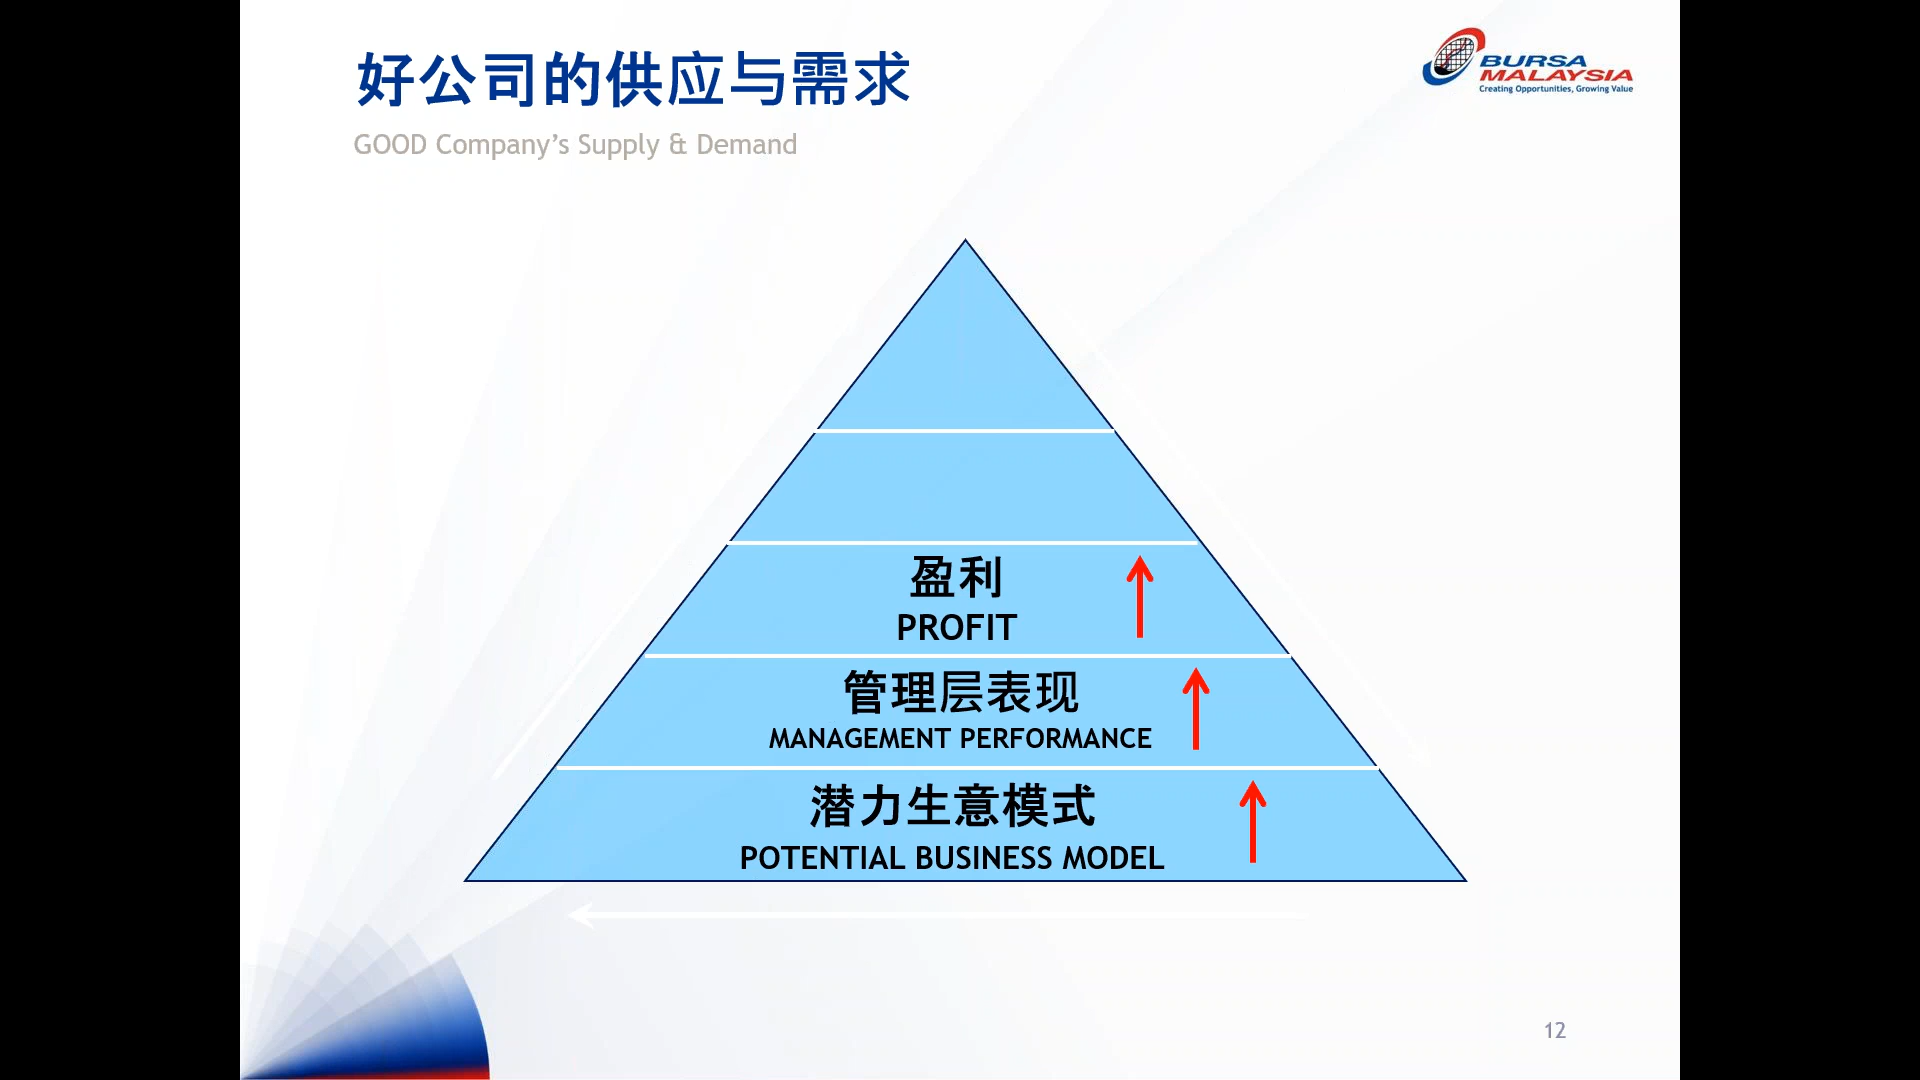 好公司的供应与需求
GOOD Company’s Supply & Demand
BURSA
MALAYSIA
Creating Opportunities, Growing Value
盈利
PROFIT
管理层表现
MANAGEMENT PERFORMANCE
潜力生意模式
POTENTIAL BUSINESS MODEL
12